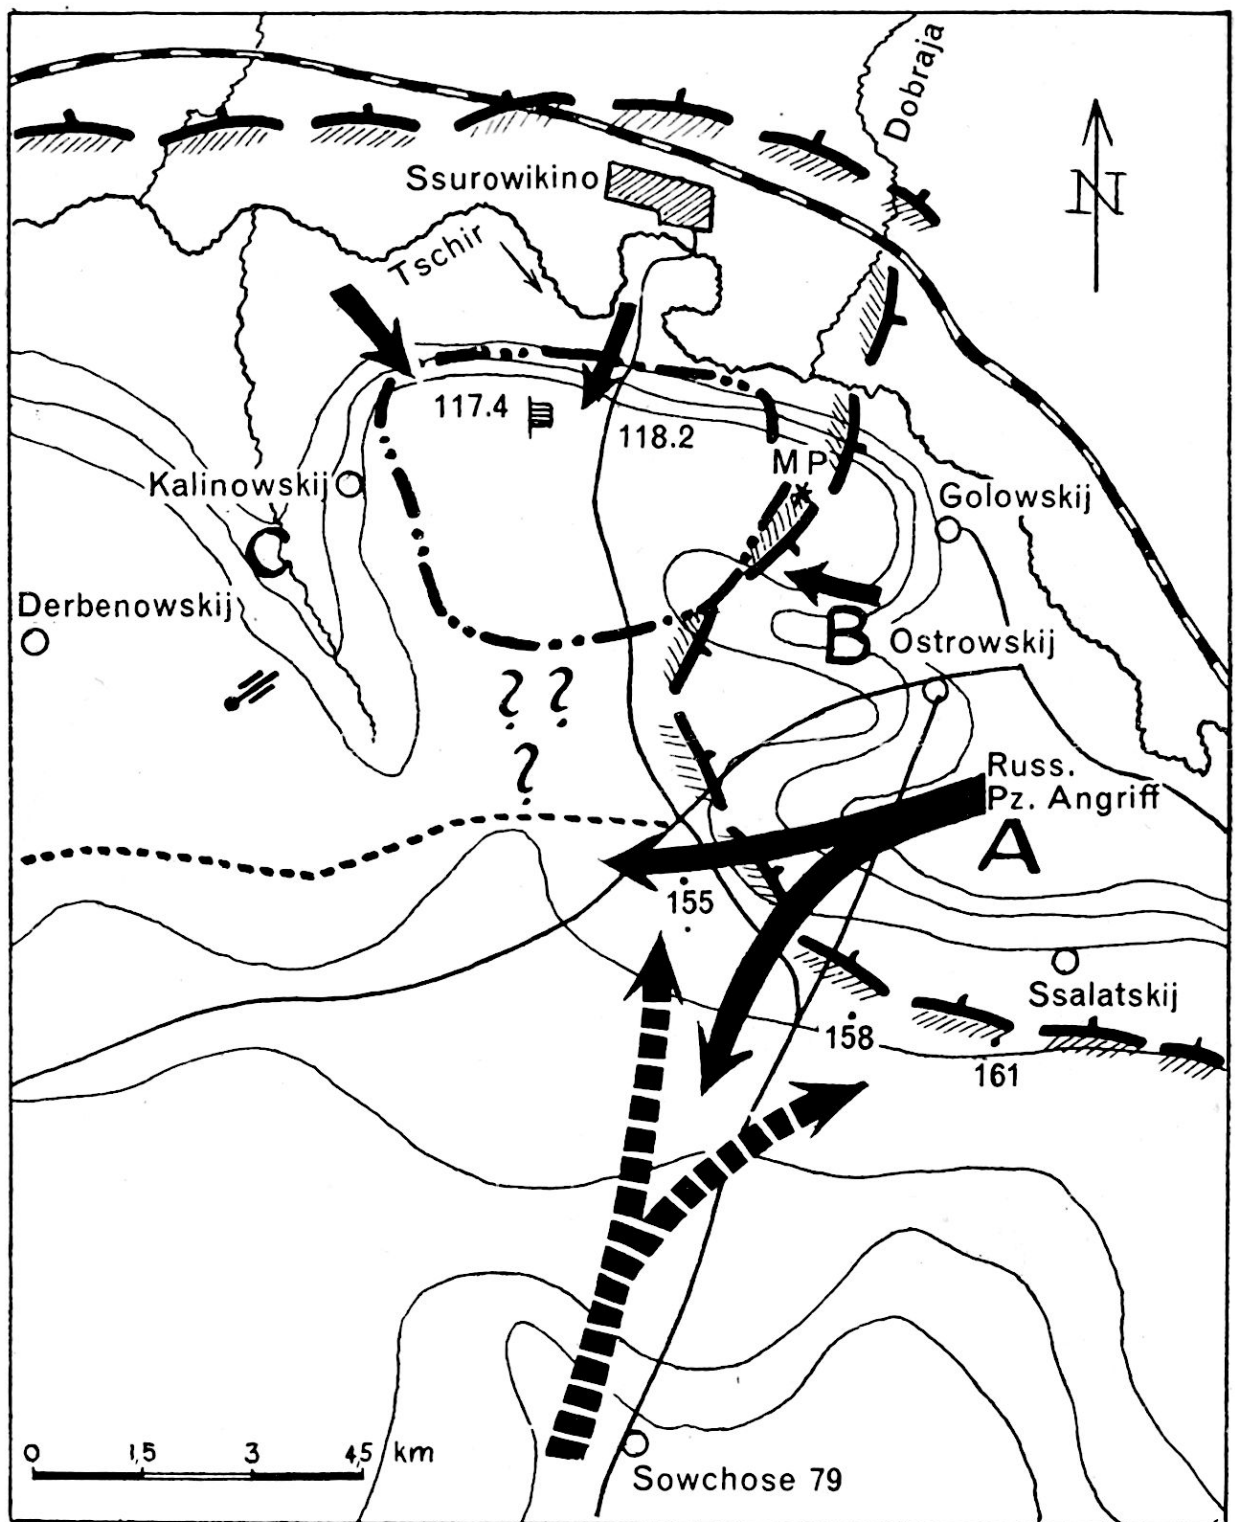 Dobraja
N
Ssurowikino
Tschir
117.4
118.2
MP
Kalinowskij
Golowskij
Derbenowskij
B
Ostrowskij
? ?
?
Russ.
Pz. Angriff
A
155
Ssalatskij
158
161
0 1,5 3 4,5 km
Sowchose 79